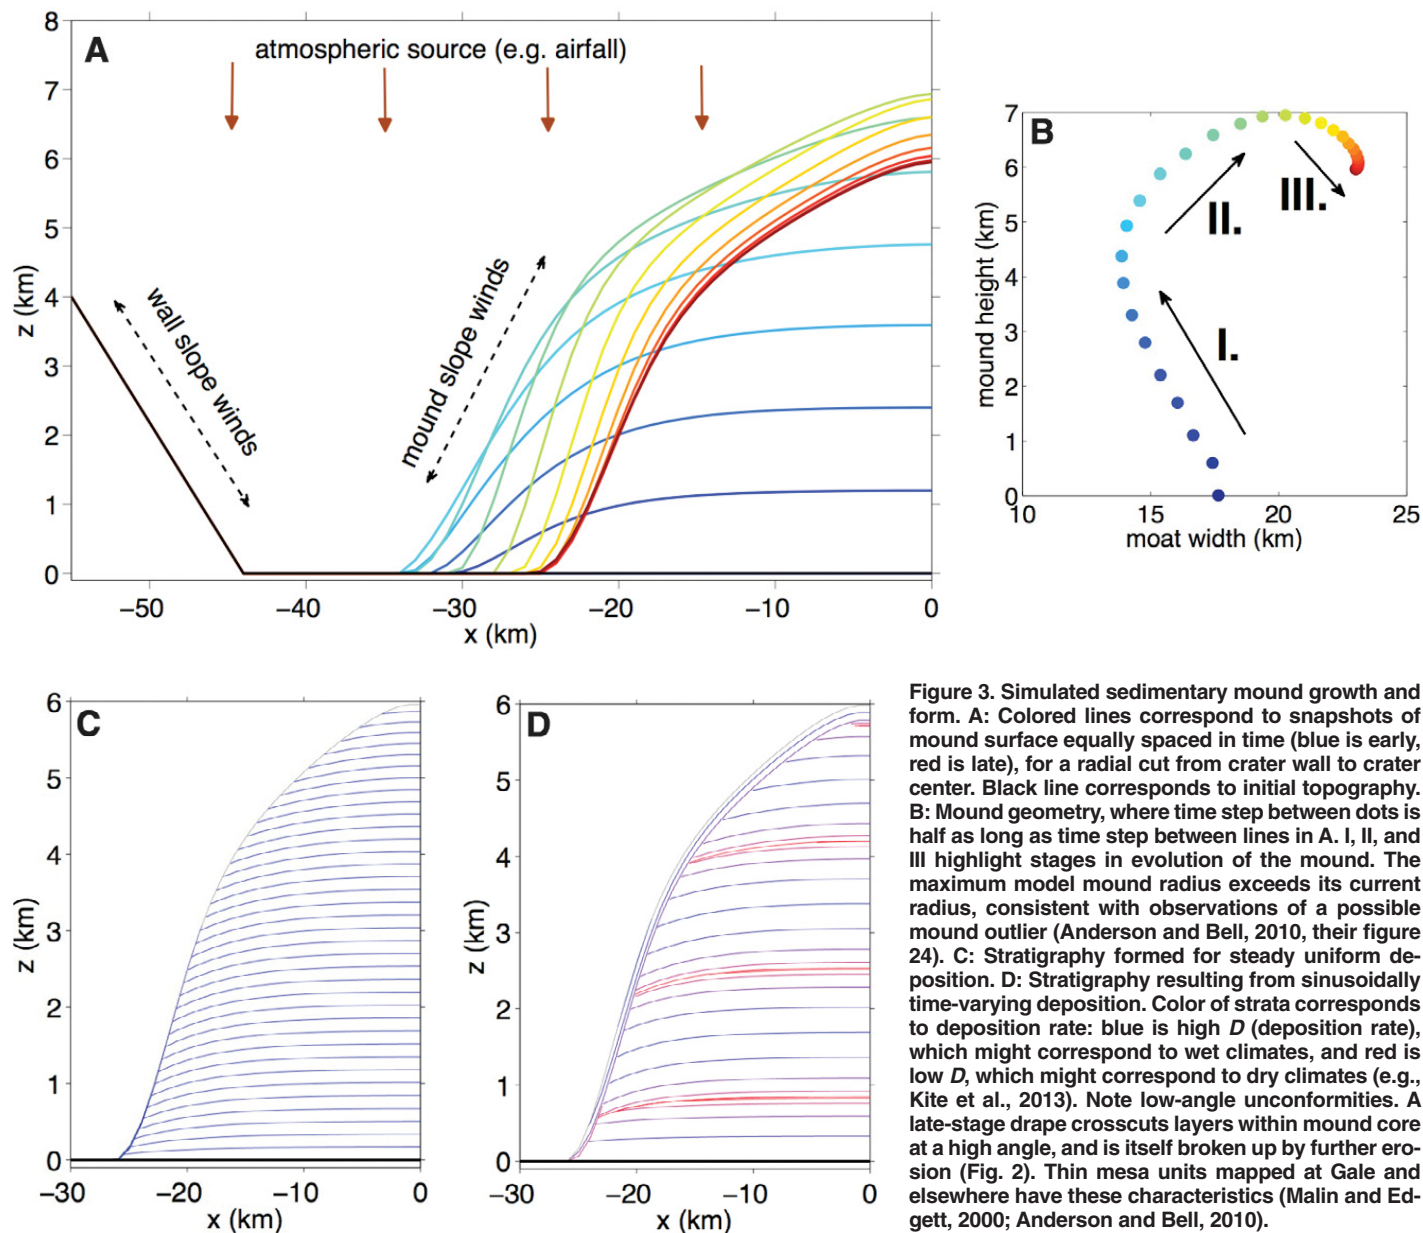 A
atmospheric source (e.g. airfall)
wall slope winds
mound slope winds
8
7
6
5
4
3
2
1
0
z (km)
−50 −40 −30 −20 −10 0
x (km)
B
I.
II.
III.
7
6
5
4
3
2
1
0
mound height (km)
10 15 20 25
moat width (km)
C
6
5
4
3
2
1
0
z (km)
−30 −20 −10 0
x (km)
D
6
5
4
3
2
1
0
z (km)
−30 −20 −10 0
x (km)
Figure 3. Simulated sedimentary mound growth and
form. A: Colored lines correspond to snapshots of
mound surface equally spaced in time (blue is early,
red is late), for a radial cut from crater wall to crater
center. Black line corresponds to initial topography.
B: Mound geometry, where time step between dots is
half as long as time step between lines in A. I, II, and
III highlight stages in evolution of the mound. The
maximum model mound radius exceeds its current
radius, consistent with observations of a possible
mound outlier (Anderson and Bell, 2010, their figure
24). C: Stratigraphy formed for steady uniform de-
position. D: Stratigraphy resulting from sinusoidally
time-varying deposition. Color of strata corresponds
to deposition rate: blue is high D (deposition rate),
which might correspond to wet climates, and red is
low D, which might correspond to dry climates (e.g.,
Kite et al., 2013). Note low-angle unconformities. A
late-stage drape crosscuts layers within mound core
at a high angle, and is itself broken up by further ero-
sion (Fig. 2). Thin mesa units mapped at Gale and
elsewhere have these characteristics (Malin and Ed-
gett, 2000; Anderson and Bell, 2010).